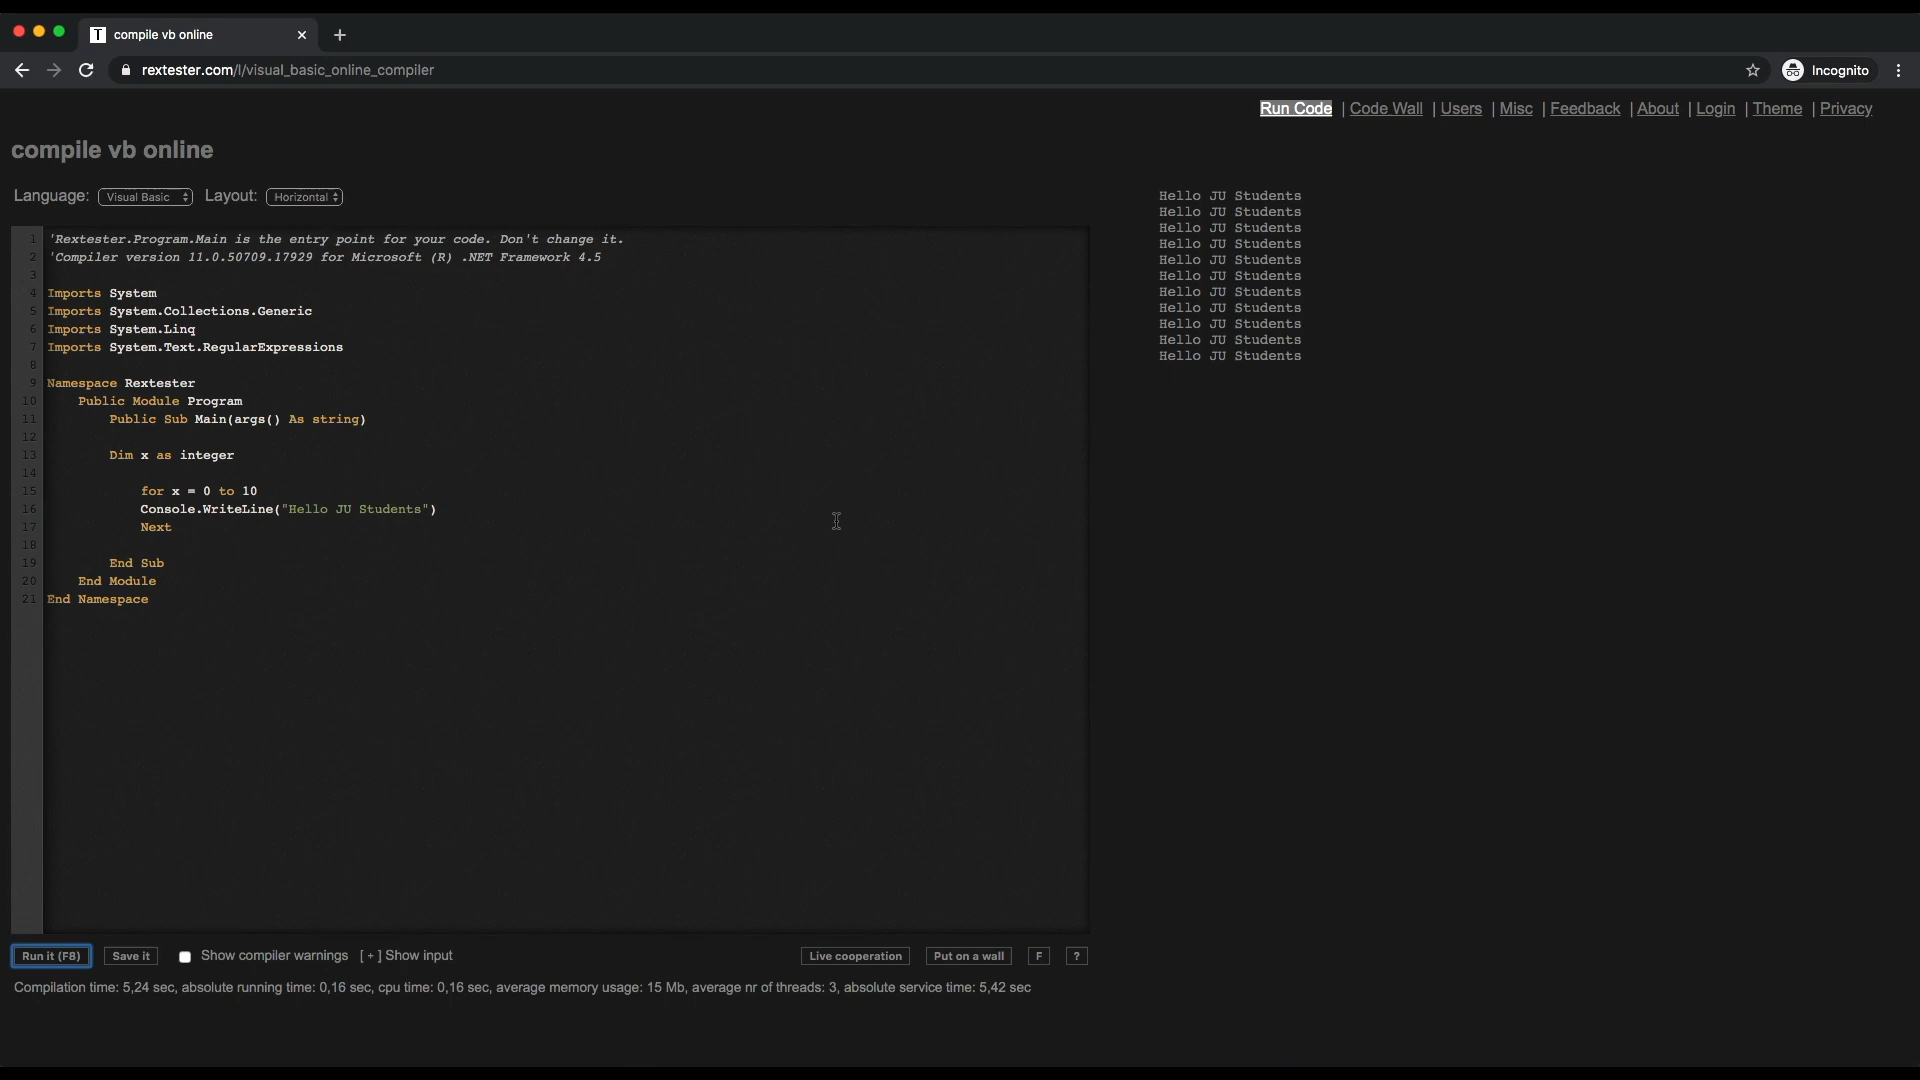 T compile vb online
rextester.com/l/visual_basic_online_compiler
Incognito
Run Code | Code Wall | Users | Misc | Feedback | About | Login | Theme | Privacy
compile vb online
Language: Visual Basic Layout: Horizontal
1 'Rextester.Program.Main is the entry point for your code. Don't change it.
2 'Compiler version 11.0.50709.17929 for Microsoft (R) .NET Framework 4.5
3
4 Imports System
5 Imports System.Collections.Generic
6 Imports System.Linq
7 Imports System.Text.RegularExpressions
8
9 Namespace Rextester
10 Public Module Program
11 Public Sub Main(args() As string)
12
13 Dim x as integer
14
15 for x = 0 to 10
16 Console.WriteLine("Hello JU Students")
17 Next
18
19 End Sub
20 End Module
21 End Namespace
Hello JU Students
Hello JU Students
Hello JU Students
Hello JU Students
Hello JU Students
Hello JU Students
Hello JU Students
Hello JU Students
Hello JU Students
Hello JU Students
Hello JU Students
Run it (F8) Save it Show compiler warnings [ + ] Show input Live cooperation Put on a wall F ?
Compilation time: 5,24 sec, absolute running time: 0,16 sec, cpu time: 0,16 sec, average memory usage: 15 Mb, average nr of threads: 3, absolute service time: 5,42 sec